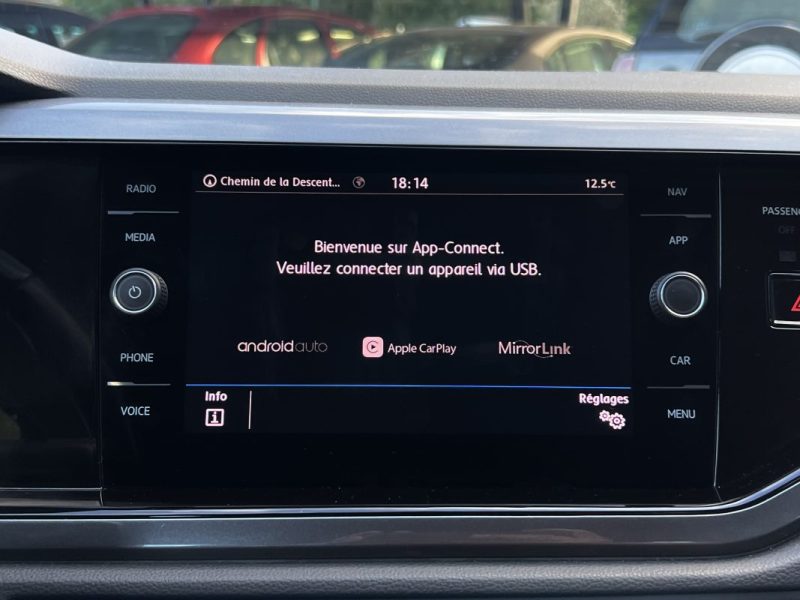 Chemin de la Descent... 18:14 12.5°C
RADIO
MEDIA
PHONE
VOICE
Bienvenue sur App-Connect.
Veuillez connecter un appareil via USB.
androidauto Apple CarPlay MirrorLink
Info
i
Réglages
NAV
APP
CAR
MENU
PASSENG
OFF